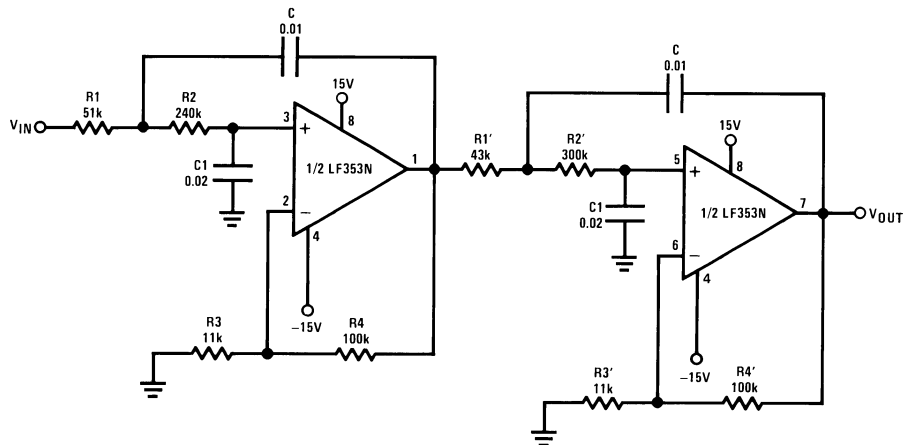 C
0.01
R1
51k
R2
240k
VIN
C1
0.02
3
+
2
−
15V
8
1/2 LF353N
1
4
−15V
R3
11k
R4
100k
C
0.01
R1'
43k
R2'
300k
C1
0.02
5
+
6
−
15V
8
1/2 LF353N
7
4
−15V
VOUT
R3'
11k
R4'
100k